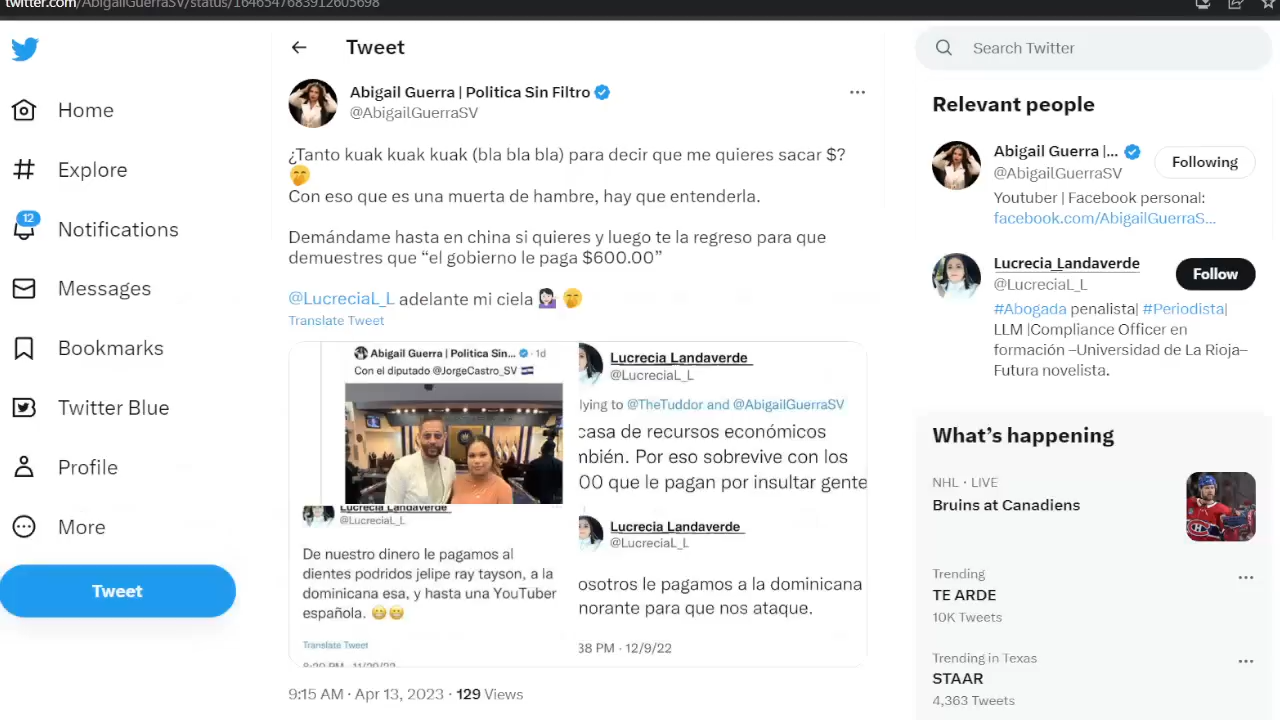 twitter.com/AbigailGuerraSV/status/1646547683912605698
Home
Explore
12
Notifications
Messages
Bookmarks
Twitter Blue
Profile
More
Tweet
Tweet
Abigail Guerra | Politica Sin Filtro
@AbigailGuerraSV
¿Tanto kuak kuak kuak (bla bla bla) para decir que me quieres sacar $?
🤭
Con eso que es una muerta de hambre, hay que entenderla.
Demándame hasta en china si quieres y luego te la regreso para que
demuestres que “el gobierno le paga $600.00”
@LucreciaL_L adelante mi ciela 💁🏻‍♀️ 🤭
Translate Tweet
Abigail Guerra | Politica Sin... · 1d
Con el diputado @JorgeCastro_SV 🇸🇻
Lucrecia Landaverde
@LucreciaL_L
De nuestro dinero le pagamos al
dientes podridos jelipe ray tayson, a la
dominicana esa, y hasta una YouTuber
española. 😁😁
Translate Tweet
8:20 PM · 11/29/22
Lucrecia Landaverde
@LucreciaL_L
lying to @TheTuddor and @AbigailGuerraSV
casa de recursos económicos
mbién. Por eso sobrevive con los
00 que le pagan por insultar gente
Lucrecia Landaverde
@LucreciaL_L
osotros le pagamos a la dominicana
norante para que nos ataque.
38 PM · 12/9/22
9:15 AM · Apr 13, 2023 · 129 Views
Search Twitter
Relevant people
Abigail Guerra |...
@AbigailGuerraSV
Following
Youtuber | Facebook personal:
facebook.com/AbigailGuerraS...
Lucrecia_Landaverde
@LucreciaL_L
Follow
#Abogada penalista| #Periodista|
LLM |Compliance Officer en
formación –Universidad de La Rioja–
Futura novelista.
What’s happening
NHL · LIVE
Bruins at Canadiens
Trending
TE ARDE
10K Tweets
Trending in Texas
STAAR
4,363 Tweets